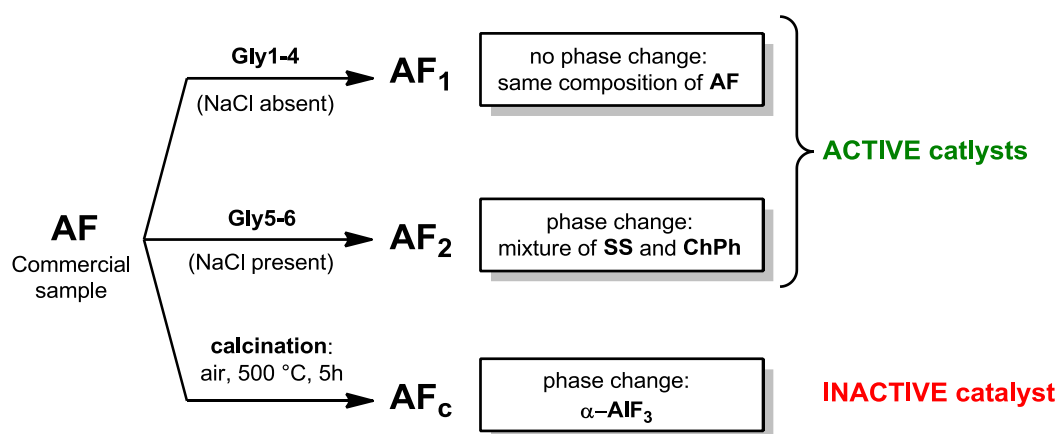 Gly1-4
(NaCl absent)
AF₁
no phase change:
same composition of AF
ACTIVE catlysts
AF
Commercial
sample
Gly5-6
(NaCl present)
AF₂
phase change:
mixture of SS and ChPh
calcination:
air, 500 °C, 5h
AFc
phase change:
α–AlF₃
INACTIVE catalyst